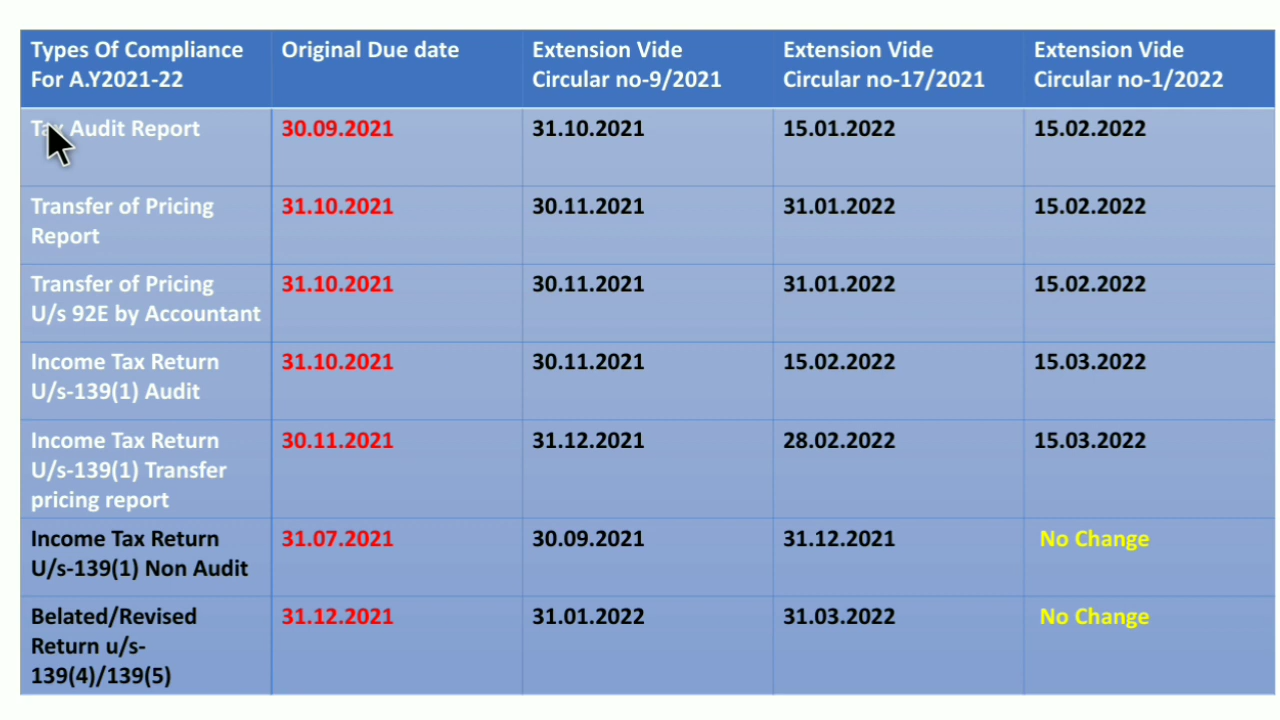 Types Of Compliance
For A.Y2021-22
Original Due date
Extension Vide
Circular no-9/2021
Extension Vide
Circular no-17/2021
Extension Vide
Circular no-1/2022
Tax Audit Report
30.09.2021
31.10.2021
15.01.2022
15.02.2022
Transfer of Pricing
Report
31.10.2021
30.11.2021
31.01.2022
15.02.2022
Transfer of Pricing
U/s 92E by Accountant
31.10.2021
30.11.2021
31.01.2022
15.02.2022
Income Tax Return
U/s-139(1) Audit
31.10.2021
30.11.2021
15.02.2022
15.03.2022
Income Tax Return
U/s-139(1) Transfer
pricing report
30.11.2021
31.12.2021
28.02.2022
15.03.2022
Income Tax Return
U/s-139(1) Non Audit
31.07.2021
30.09.2021
31.12.2021
No Change
Belated/Revised
Return u/s-
139(4)/139(5)
31.12.2021
31.01.2022
31.03.2022
No Change